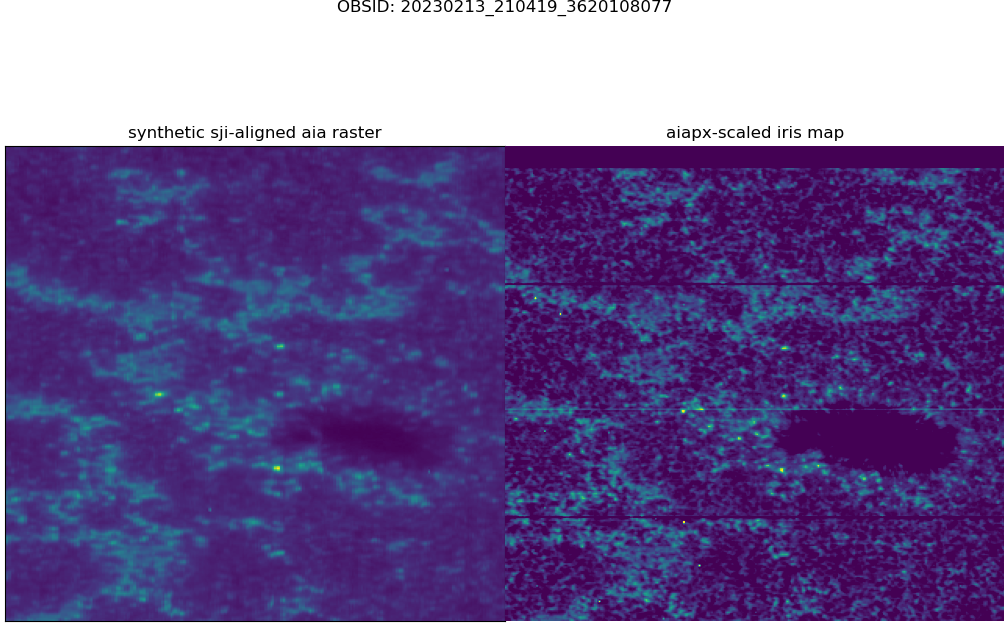 OBSID: 20230213_210419_3620108077
synthetic sji-aligned aia raster
aiapx-scaled iris map